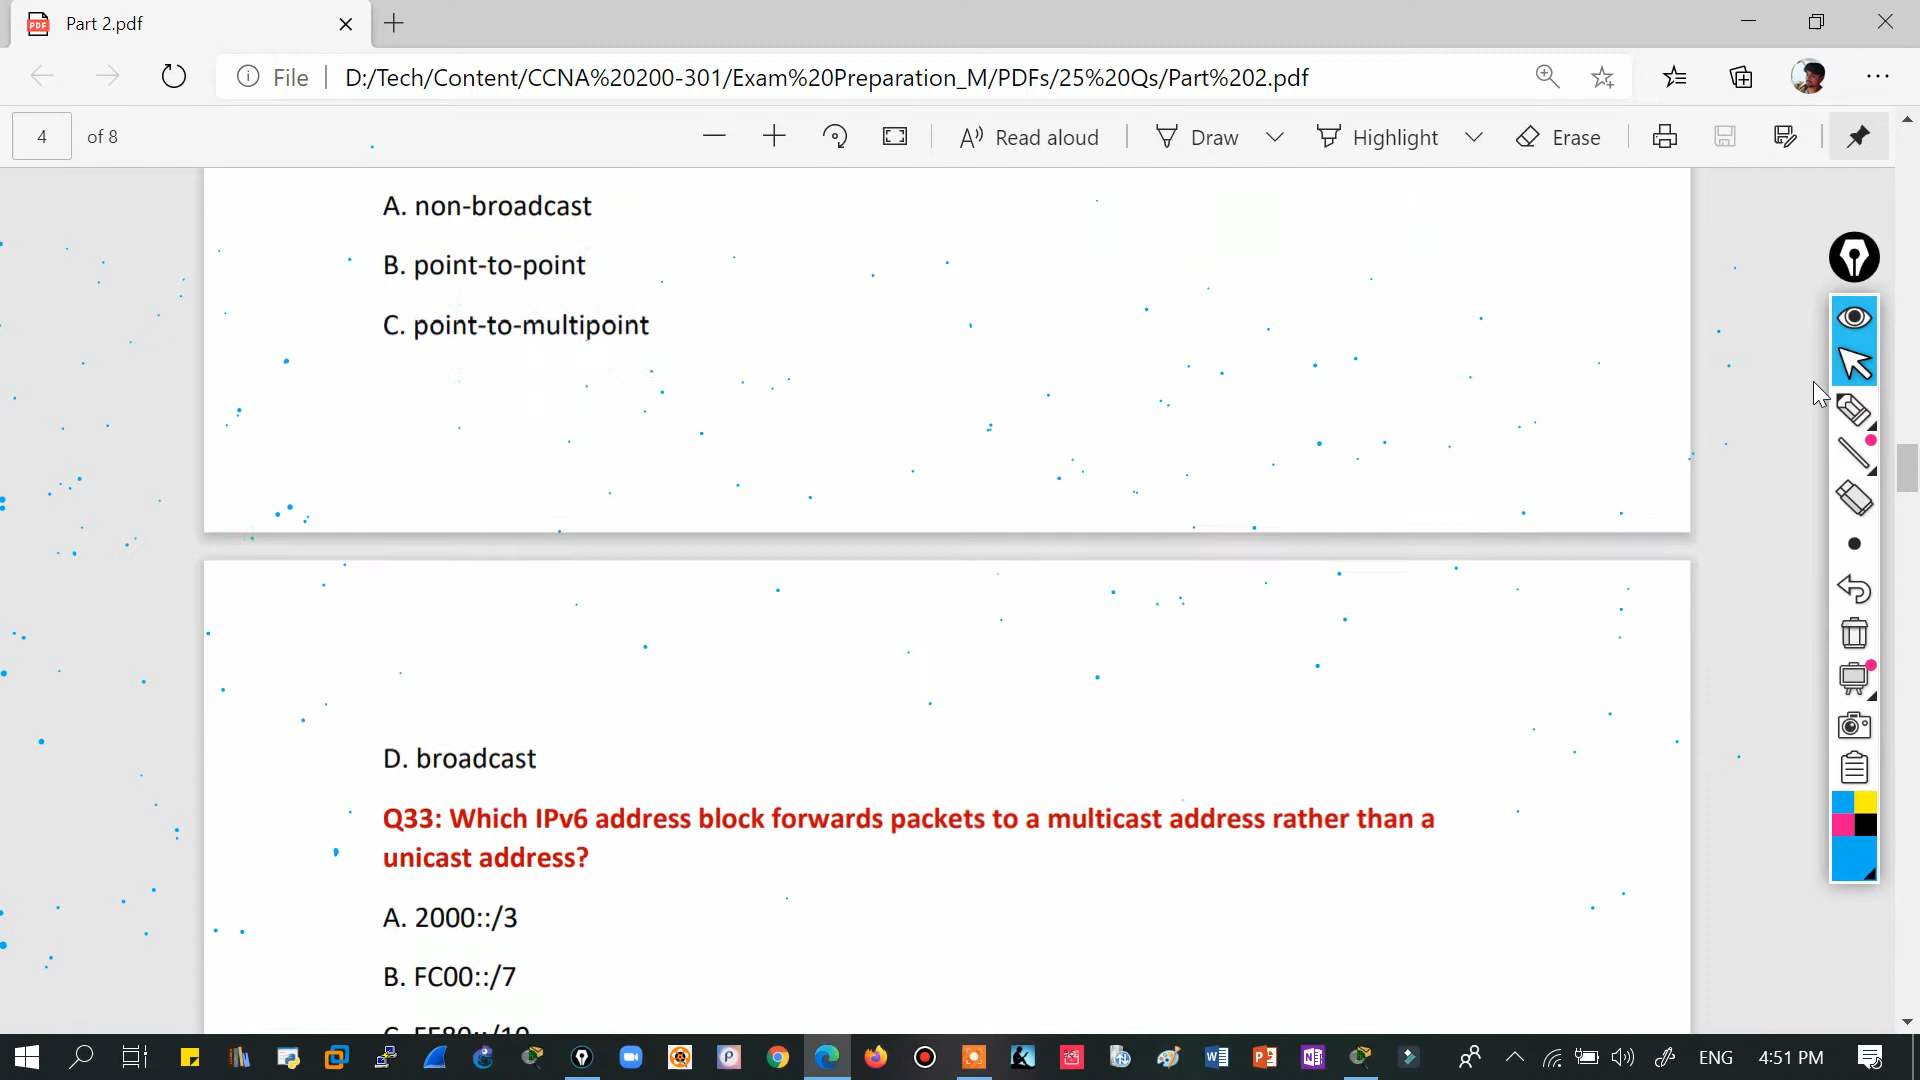 Part 2.pdf
File
D:/Tech/Content/CCNA%20200-301/Exam%20Preparation_M/PDFs/25%20Qs/Part%202.pdf
4 of 8
Read aloud
Draw
Highlight
Erase
A. non-broadcast
B. point-to-point
C. point-to-multipoint
D. broadcast
Q33: Which IPv6 address block forwards packets to a multicast address rather than a
unicast address?
A. 2000::/3
B. FC00::/7
ENG
4:51 PM